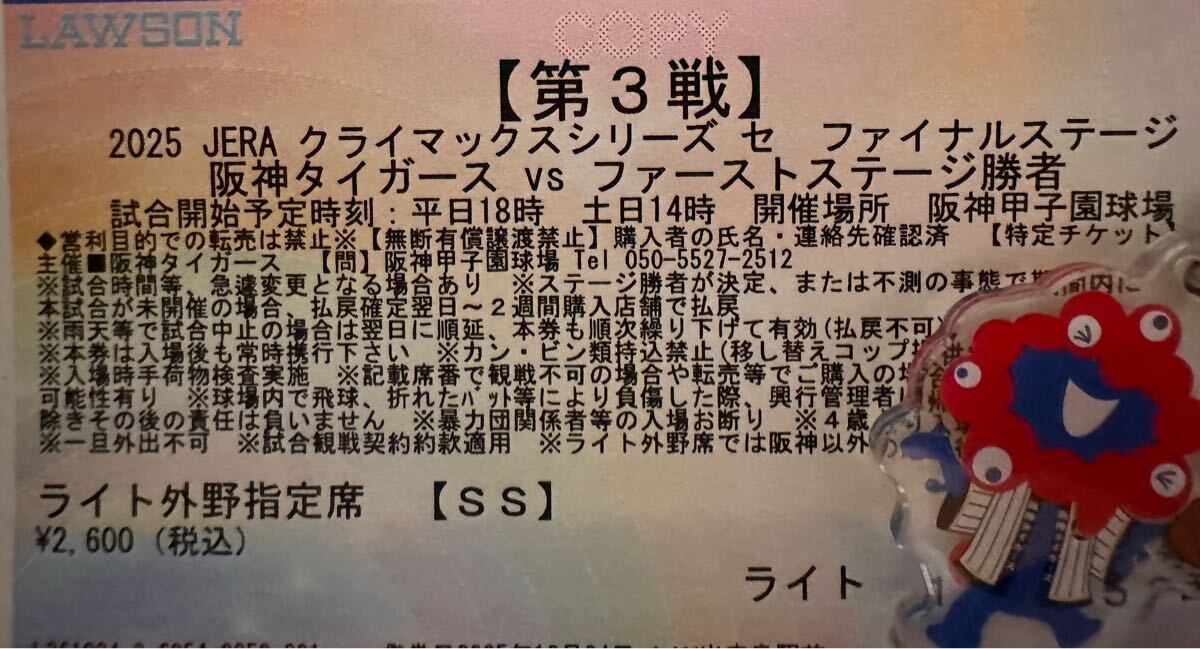 LAWSON
COPY
【第３戦】
2025 JERA クライマックスシリーズ セ　ファイナルステージ
阪神タイガース vs ファーストステージ勝者
試合開始予定時刻：平日18時　土日14時　開催場所　阪神甲子園球場
◆営利目的での転売は禁止※【無断有償譲渡禁止】購入者の氏名・連絡先確認済　【特定チケット】
主催■阪神タイガース　【問】阪神甲子園球場 Tel 050-5527-2512
※試合時間等、急遽変更となる場合あり　※ステージ勝者が決定、または不測の事態で期間内に
本試合が未開催の場合、払戻確定翌日～２週間購入店舗で払戻
※雨天等で試合中止の場合は翌日に順延、本券も順次繰り下げて有効(払戻不可)
※本券は入場後も常時携行下さい　※カン・ビン類持込禁止(移し替えコップ
※入場時手荷物検査実施　※記載席番で観戦不可の場合や転売等でご購入の場合
可能性有り　※球場内で飛球、折れたバット等により負傷した際、興行管理者
除きその後の責任は負いません　※暴力団関係者等の入場お断り　※４歳
※一旦外出不可　※試合観戦契約約款適用　※ライト外野席では阪神以外の
ライト外野指定席　【ＳＳ】
¥2,600（税込）
ライト